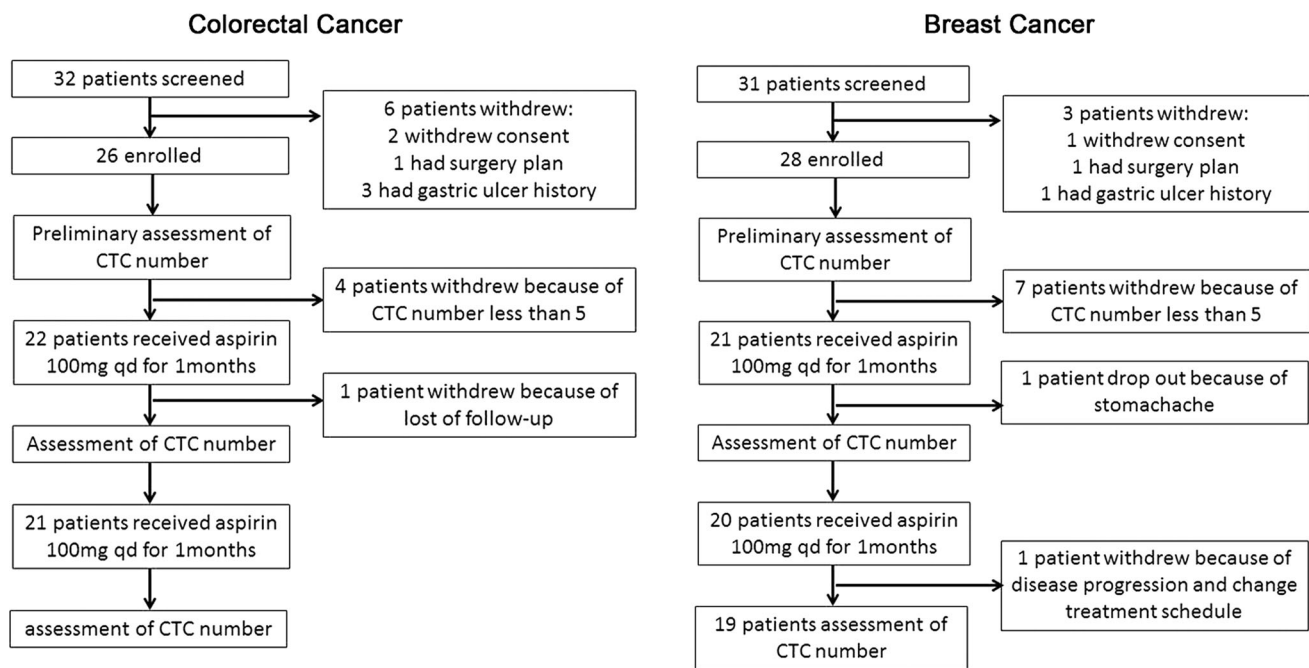 Colorectal Cancer
32 patients screened
6 patients withdrew:
2 withdrew consent
1 had surgery plan
3 had gastric ulcer history
26 enrolled
Preliminary assessment of
CTC number
4 patients withdrew because of
CTC number less than 5
22 patients received aspirin
100mg qd for 1months
1 patient withdrew because of
lost of follow-up
Assessment of CTC number
21 patients received aspirin
100mg qd for 1months
assessment of CTC number
Breast Cancer
31 patients screened
3 patients withdrew:
1 withdrew consent
1 had surgery plan
1 had gastric ulcer history
28 enrolled
Preliminary assessment of
CTC number
7 patients withdrew because of
CTC number less than 5
21 patients received aspirin
100mg qd for 1months
1 patient drop out because of
stomachache
Assessment of CTC number
20 patients received aspirin
100mg qd for 1months
1 patient withdrew because of
disease progression and change
treatment schedule
19 patients assessment of
CTC number